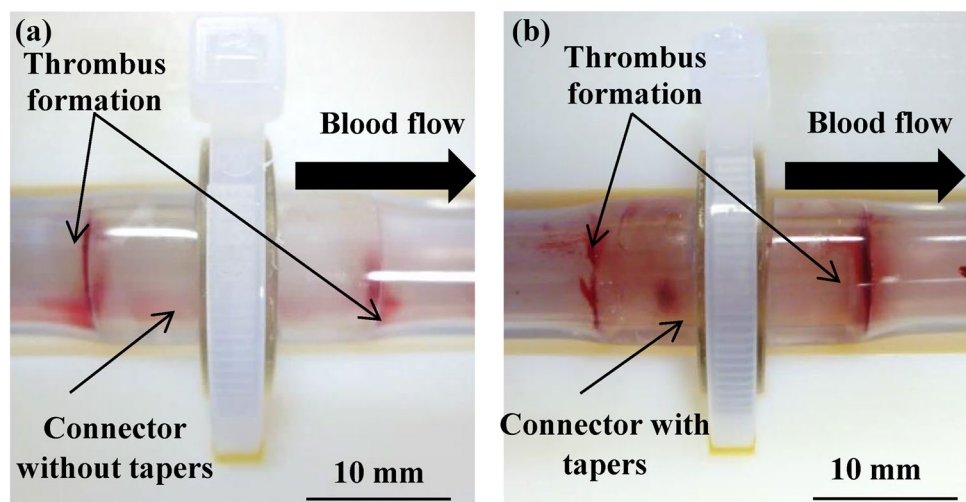 (a)
Thrombus
formation
Blood flow
Connector
without tapers
10 mm
(b)
Thrombus
formation
Blood flow
Connector with
tapers
10 mm